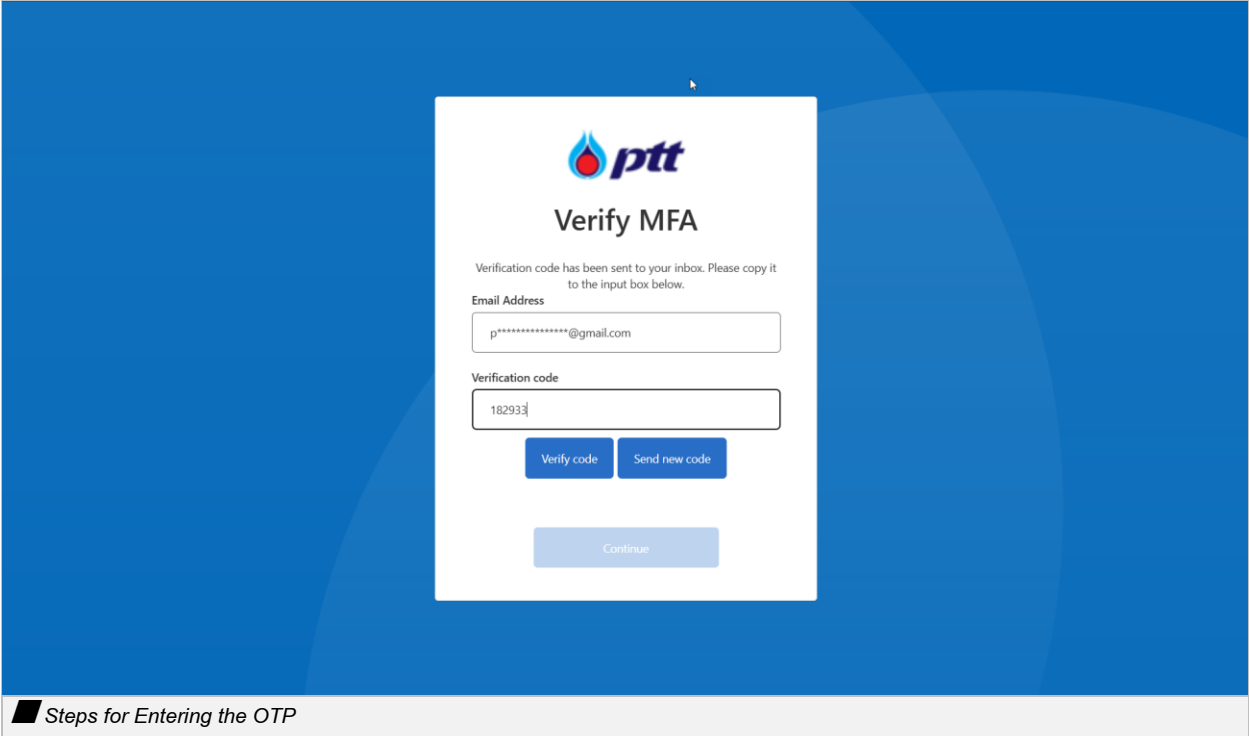 ptt
Verify MFA
Verification code has been sent to your inbox. Please copy it
to the input box below.
Email Address
p***************@gmail.com
Verification code
182933
Verify code
Send new code
Continue
Steps for Entering the OTP